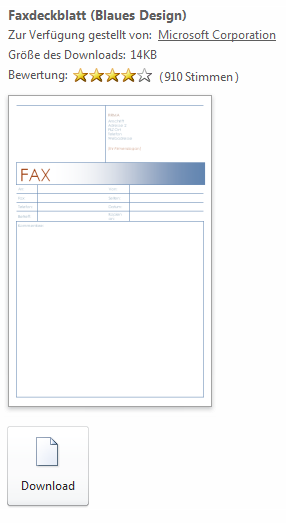 Faxdeckblatt (Blaues Design)
Zur Verfügung gestellt von: Microsoft Corporation
Größe des Downloads: 14KB
Bewertung: (910 Stimmen)
FAX
Download